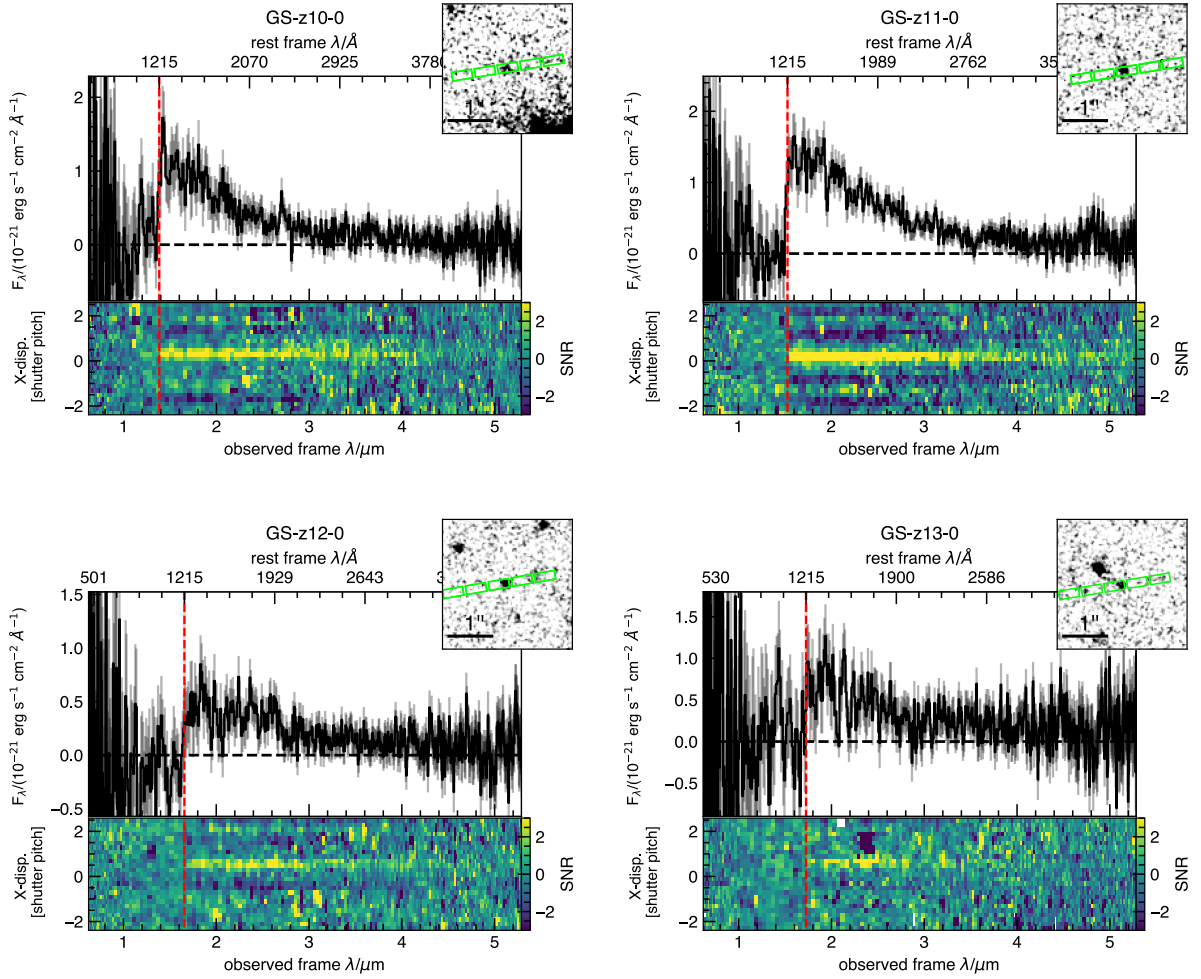 GS-z10-0
rest frame λ/Å
1215 2070 2925 3780
1"
F_λ/(10⁻²¹ erg s⁻¹ cm⁻² Å⁻¹)
2
1
0
X-disp.
[shutter pitch]
2
0
−2
2
0
−2
SNR
1 2 3 4 5
observed frame λ/μm
GS-z11-0
rest frame λ/Å
1215 1989 2762 35
1"
F_λ/(10⁻²¹ erg s⁻¹ cm⁻² Å⁻¹)
2
1
0
X-disp.
[shutter pitch]
2
0
−2
2
0
−2
SNR
1 2 3 4 5
observed frame λ/μm
GS-z12-0
rest frame λ/Å
501 1215 1929 2643 3
1"
F_λ/(10⁻²¹ erg s⁻¹ cm⁻² Å⁻¹)
1.5
1.0
0.5
0.0
−0.5
X-disp.
[shutter pitch]
2
0
−2
2
0
−2
SNR
1 2 3 4 5
observed frame λ/μm
GS-z13-0
rest frame λ/Å
530 1215 1900 2586
1"
F_λ/(10⁻²¹ erg s⁻¹ cm⁻² Å⁻¹)
1.5
1.0
0.5
0.0
−0.5
X-disp.
[shutter pitch]
2
0
−2
2
0
−2
SNR
1 2 3 4 5
observed frame λ/μm